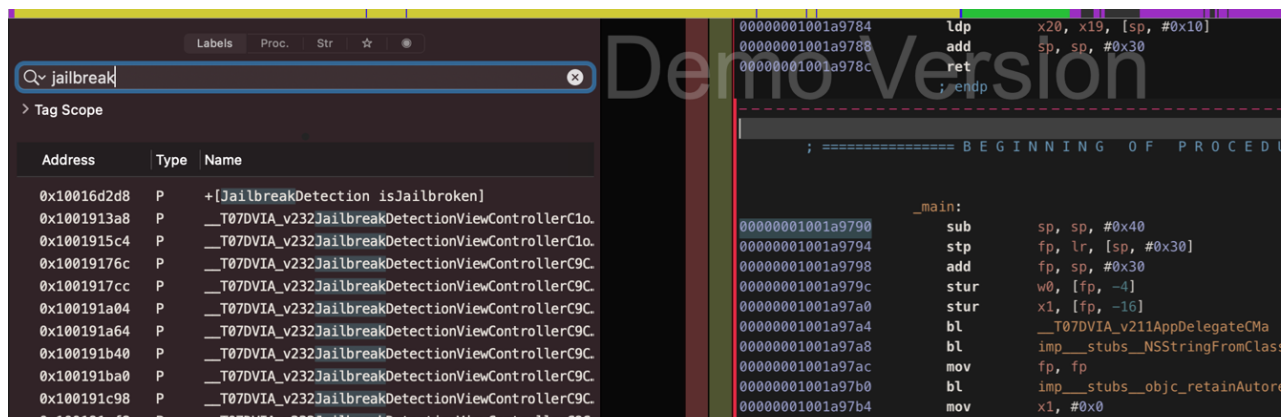 Labels Proc. Str
jailbreak
Tag Scope
Address Type Name
0x10016d2d8 P +[JailbreakDetection isJailbroken]
0x1001913a8 P __T07DVIA_v232JailbreakDetectionViewControllerC1o…
0x1001915c4 P __T07DVIA_v232JailbreakDetectionViewControllerC1o…
0x10019176c P __T07DVIA_v232JailbreakDetectionViewControllerC9C…
0x1001917cc P __T07DVIA_v232JailbreakDetectionViewControllerC9C…
0x100191a04 P __T07DVIA_v232JailbreakDetectionViewControllerC9C…
0x100191a64 P __T07DVIA_v232JailbreakDetectionViewControllerC9C…
0x100191b40 P __T07DVIA_v232JailbreakDetectionViewControllerC9C…
0x100191ba0 P __T07DVIA_v232JailbreakDetectionViewControllerC9C…
0x100191c98 P __T07DVIA_v232JailbreakDetectionViewControllerC9C…
Demo Version
00000001001a9784 ldp x20, x19, [sp, #0x10]
00000001001a9788 add sp, sp, #0x30
00000001001a978c ret
; endp
; ================ B E G I N N I N G O F P R O C E D U
_main:
00000001001a9790 sub sp, sp, #0x40
00000001001a9794 stp fp, lr, [sp, #0x30]
00000001001a9798 add fp, sp, #0x30
00000001001a979c stur w0, [fp, -4]
00000001001a97a0 stur x1, [fp, -16]
00000001001a97a4 bl __T07DVIA_v211AppDelegateCMa
00000001001a97a8 bl imp___stubs__NSStringFromClass
00000001001a97ac mov fp, fp
00000001001a97b0 bl imp___stubs__objc_retainAutore
00000001001a97b4 mov x1, #0x0